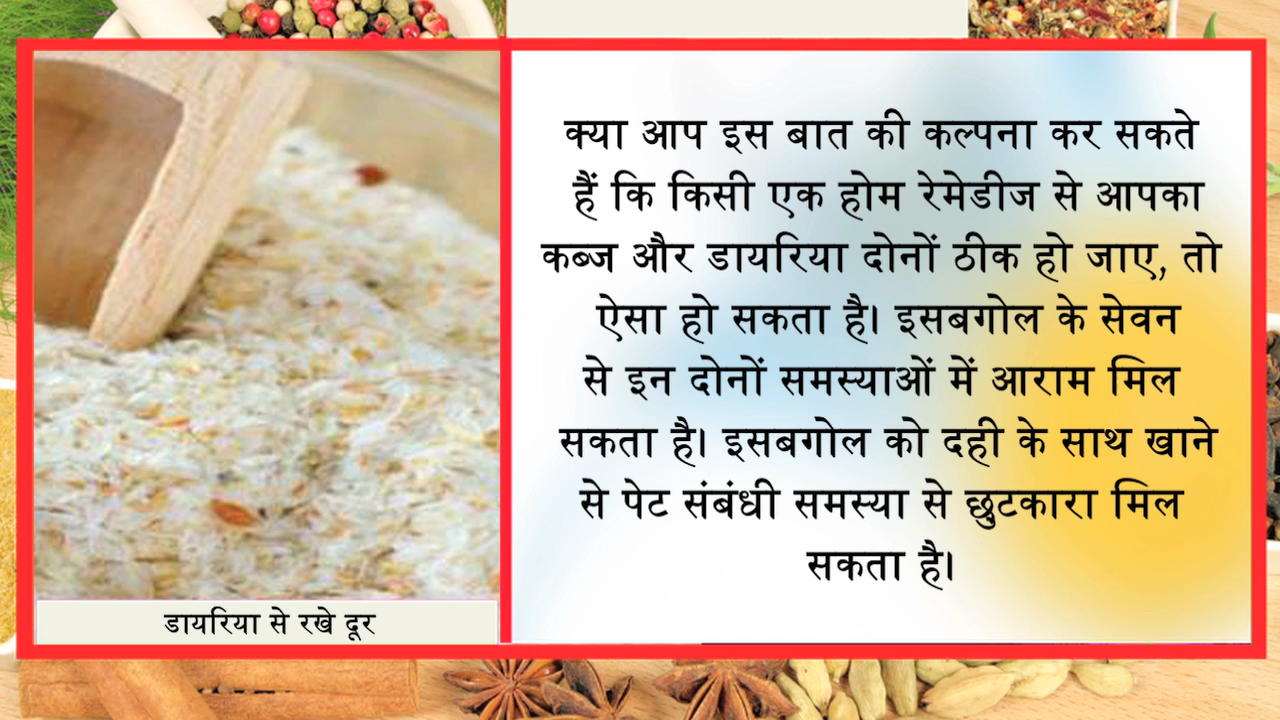 क्या आप इस बात की कल्पना कर सकते
हैं कि किसी एक होम रेमेडीज से आपका
कब्ज और डायरिया दोनों ठीक हो जाए, तो
ऐसा हो सकता है। इसबगोल के सेवन
से इन दोनों समस्याओं में आराम मिल
सकता है। इसबगोल को दही के साथ खाने
से पेट संबंधी समस्या से छुटकारा मिल
सकता है।
डायरिया से रखे दूर